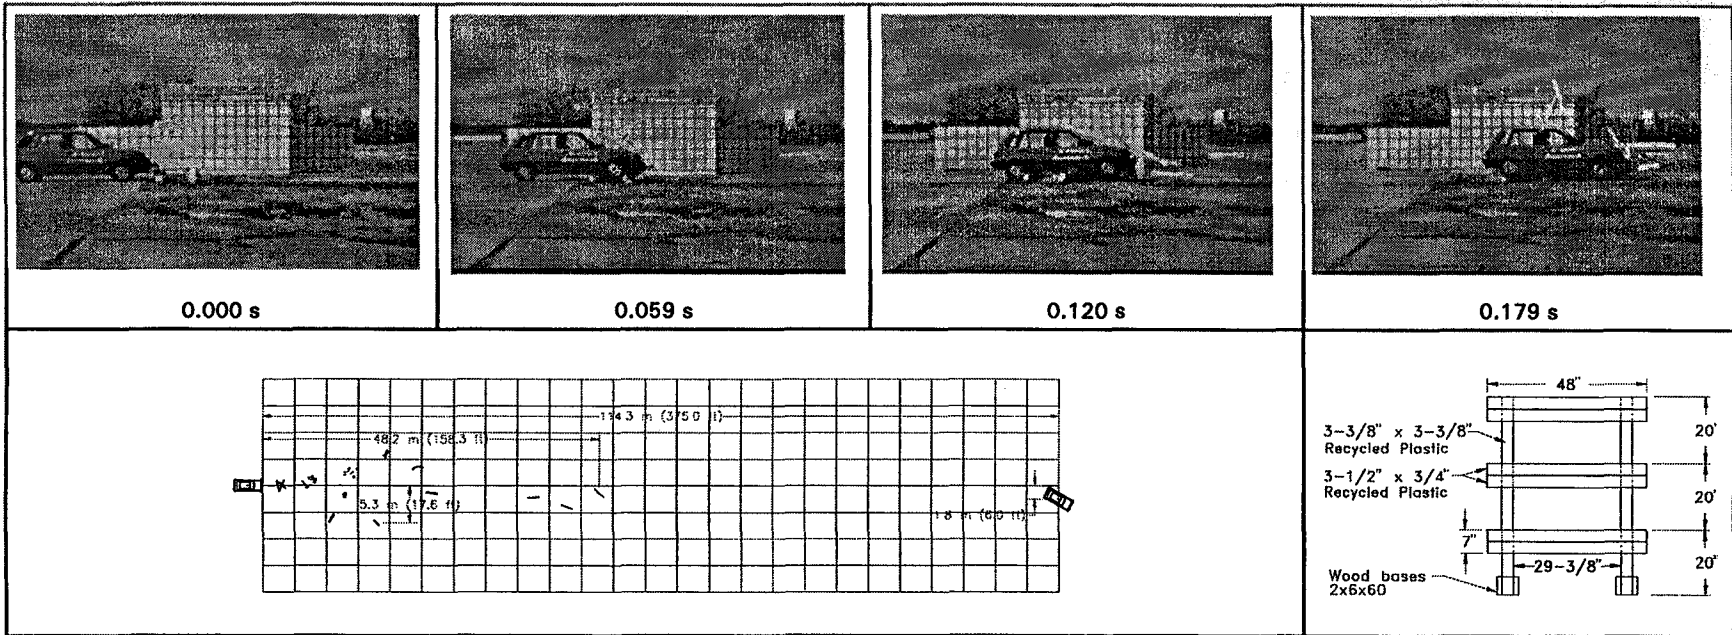 0.000 s
0.059 s
0.120 s
0.179 s
114.3 m (375.0 ft)
48.2 m (158.3 ft)
5.3 m (17.6 ft)
1.8 m (6.0 ft)
48"
3-3/8" x 3-3/8"
Recycled Plastic
20'
3-1/2" x 3/4"
Recycled Plastic
20'
7"
29-3/8"
20"
Wood bases
2x6x60